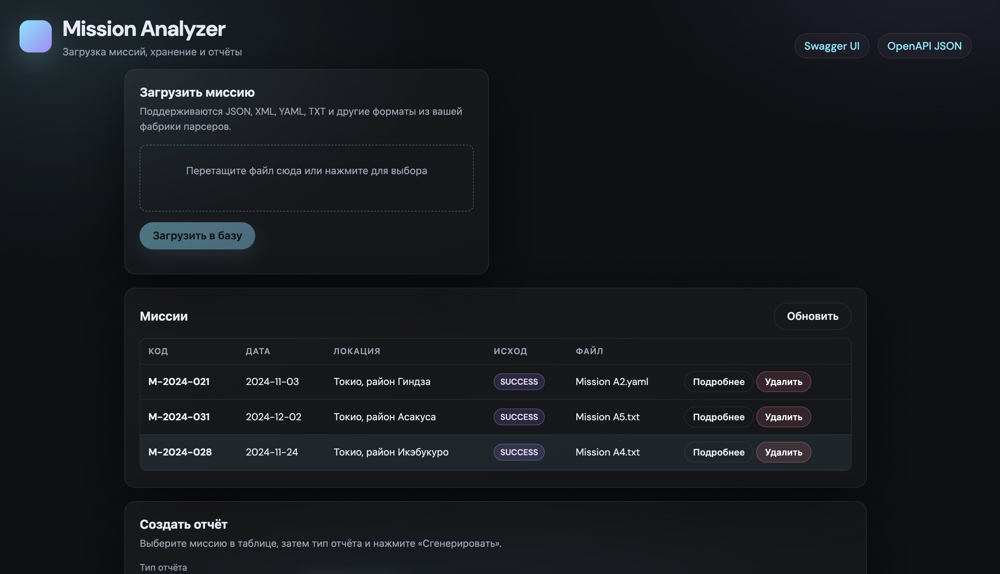 Mission Analyzer
Загрузка миссий, хранение и отчёты
Swagger UI
OpenAPI JSON
Загрузить миссию
Поддерживаются JSON, XML, YAML, TXT и другие форматы из вашей
фабрики парсеров.
Перетащите файл сюда или нажмите для выбора
Загрузить в базу
Миссии
Обновить
КОД ДАТА ЛОКАЦИЯ ИСХОД ФАЙЛ
M-2024-021 2024-11-03 Токио, район Гиндза SUCCESS Mission A2.yaml Подробнее Удалить
M-2024-031 2024-12-02 Токио, район Асакуса SUCCESS Mission A5.txt Подробнее Удалить
M-2024-028 2024-11-24 Токио, район Икэбукуро SUCCESS Mission A4.txt Подробнее Удалить
Создать отчёт
Выберите миссию в таблице, затем тип отчёта и нажмите «Сгенерировать».
Тип отчёта